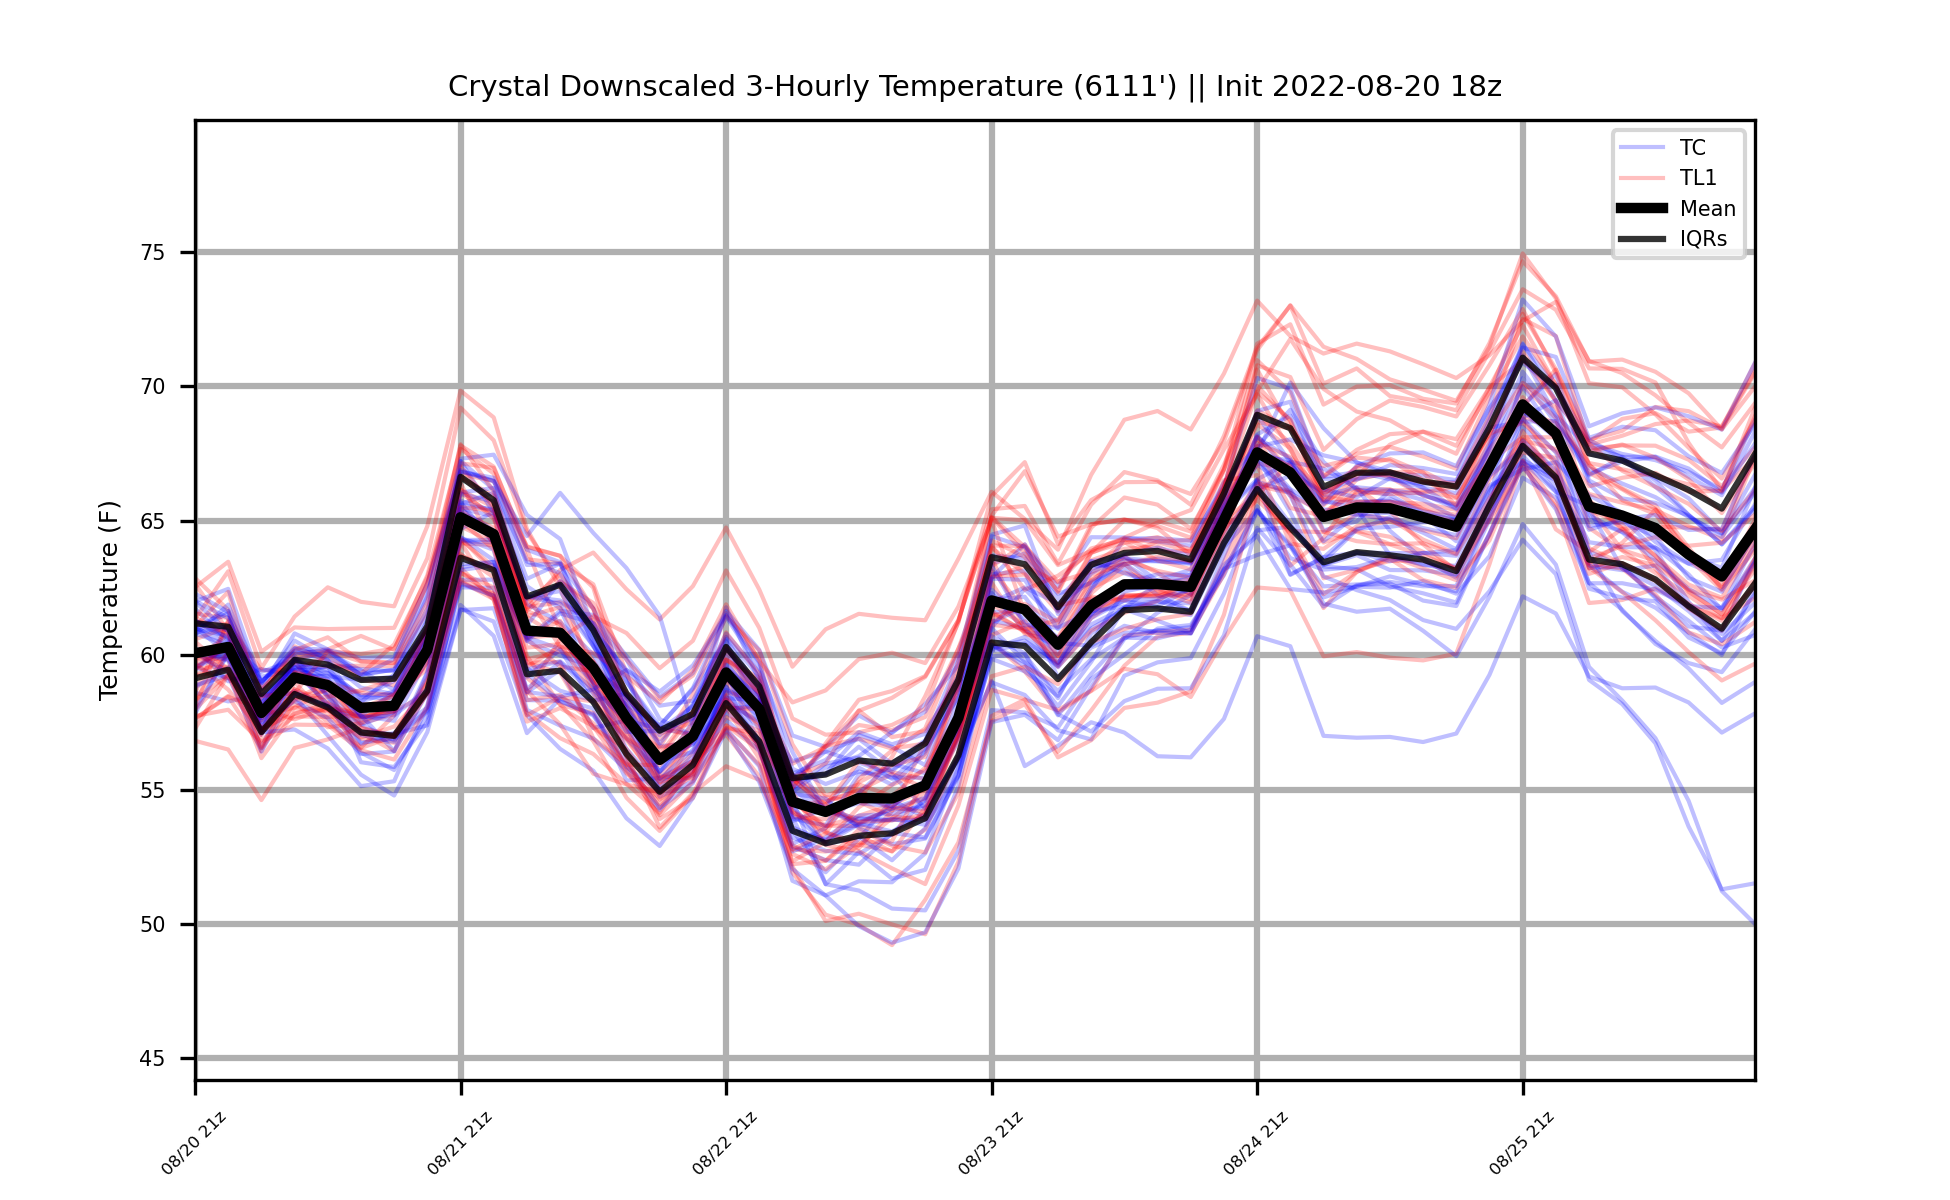 Crystal Downscaled 3-Hourly Temperature (6111') || Init 2022-08-20 18z
TC
TL1
Mean
IQRs
Temperature (F)
75
70
65
60
55
50
45
08/20 21z
08/21 21z
08/22 21z
08/23 21z
08/24 21z
08/25 21z